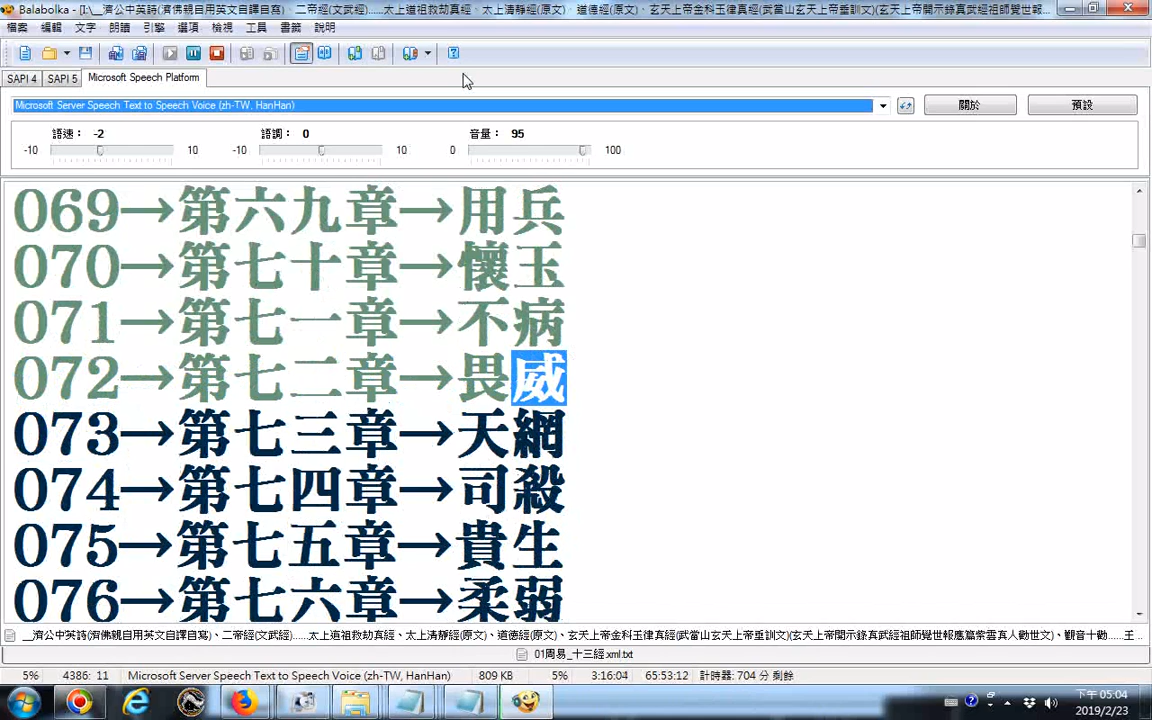 Balabolka - [I:\__濟公中英詩(濟佛親自用英文自譯自寫)、二帝經(文武經).....太上道祖救劫真經、太上清靜經(原文)、道德經(原文)、玄天上帝金科玉律真經(武當山玄天上帝垂訓文)(玄天上帝開示錄真武經祖師覺世報...
檔案 編輯 文字 朗讀 引擎 選項 檢視 工具 書籤 說明
SAPI 4 SAPI 5 Microsoft Speech Platform
Microsoft Server Speech Text to Speech Voice (zh-TW, HanHan) 關於 預設
語速: -2 語調: 0 音量: 95
-10 10 -10 10 0 100
069→第六九章→用兵
070→第七十章→懷玉
071→第七一章→不病
072→第七二章→畏威
073→第七三章→天網
074→第七四章→司殺
075→第七五章→貴生
076→第七六章→柔弱
__濟公中英詩(濟佛親自用英文自譯自寫)、二帝經(文武經).....太上道祖救劫真經、太上清靜經(原文)、道德經(原文)、玄天上帝金科玉律真經(武當山玄天上帝垂訓文)(玄天上帝開示錄真武經祖師覺世報應篇紫雲真人勸世文)、觀音十勸......王 ..
01周易_十三經.xml.txt
5% 4386: 11 Microsoft Server Speech Text to Speech Voice (zh-TW, HanHan) 809 KB 5% 3:16:04 65:53:12 計時器: 704 分 剩餘
下午 05:04
2019/2/23